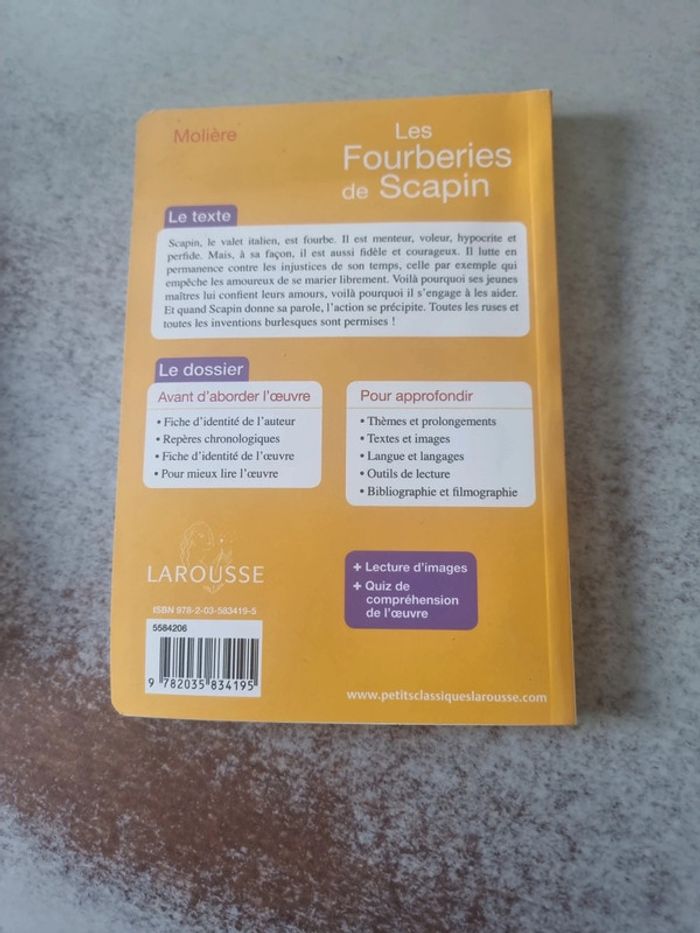 Molière
Les
Fourberies
de Scapin
Le texte
Scapin, le valet italien, est fourbe. Il est menteur, voleur, hypocrite et
perfide. Mais, à sa façon, il est aussi fidèle et courageux. Il lutte en
permanence contre les injustices de son temps, celle par exemple qui
empêche les amoureux de se marier librement. Voilà pourquoi ses jeunes
maîtres lui confient leurs amours, voilà pourquoi il s'engage à les aider.
Et quand Scapin donne sa parole, l'action se précipite. Toutes les ruses et
toutes les inventions burlesques sont permises !
Le dossier
Avant d'aborder l'œuvre
• Fiche d'identité de l'auteur
• Repères chronologiques
• Fiche d'identité de l'œuvre
• Pour mieux lire l'œuvre
Pour approfondir
• Thèmes et prolongements
• Textes et images
• Langue et langages
• Outils de lecture
• Bibliographie et filmographie
LAROUSSE
+ Lecture d'images
+ Quiz de
compréhension
de l'œuvre
ISBN 978-2-03-583419-5
5584206
9 782035 834195
www.petitsclassiqueslarousse.com